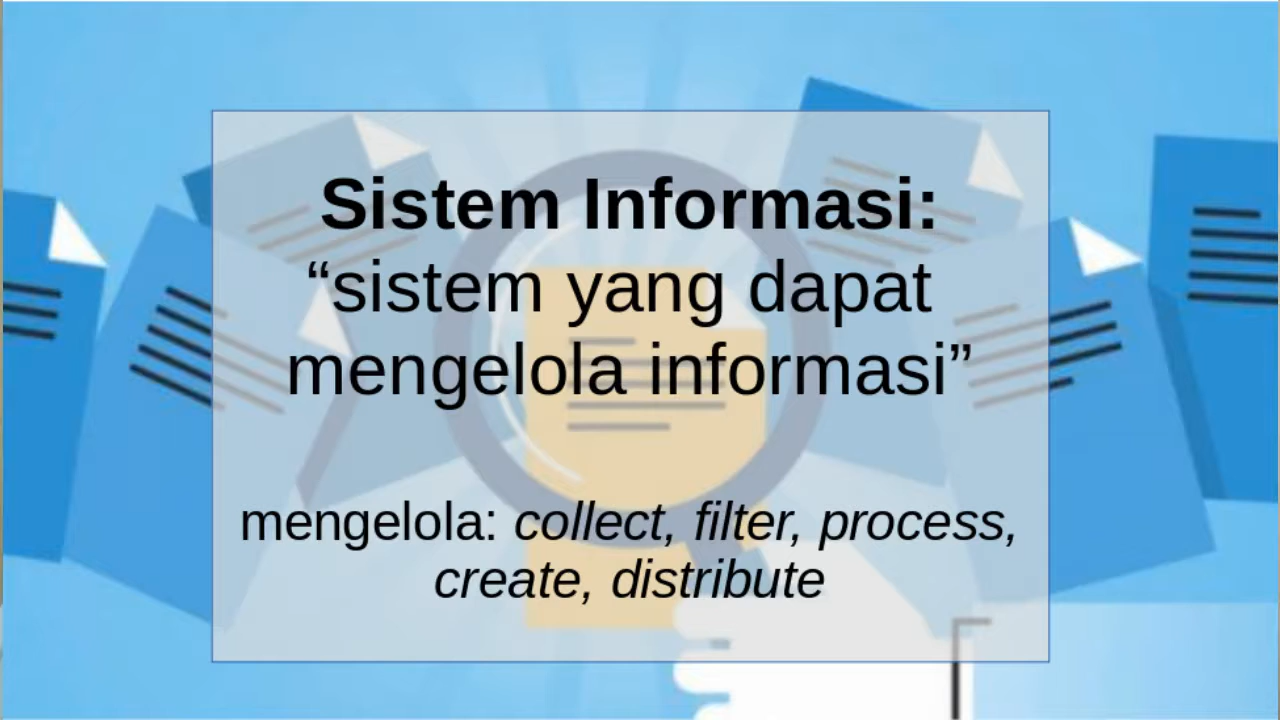 Sistem Informasi:
“sistem yang dapat
mengelola informasi”
mengelola: collect, filter, process,
create, distribute